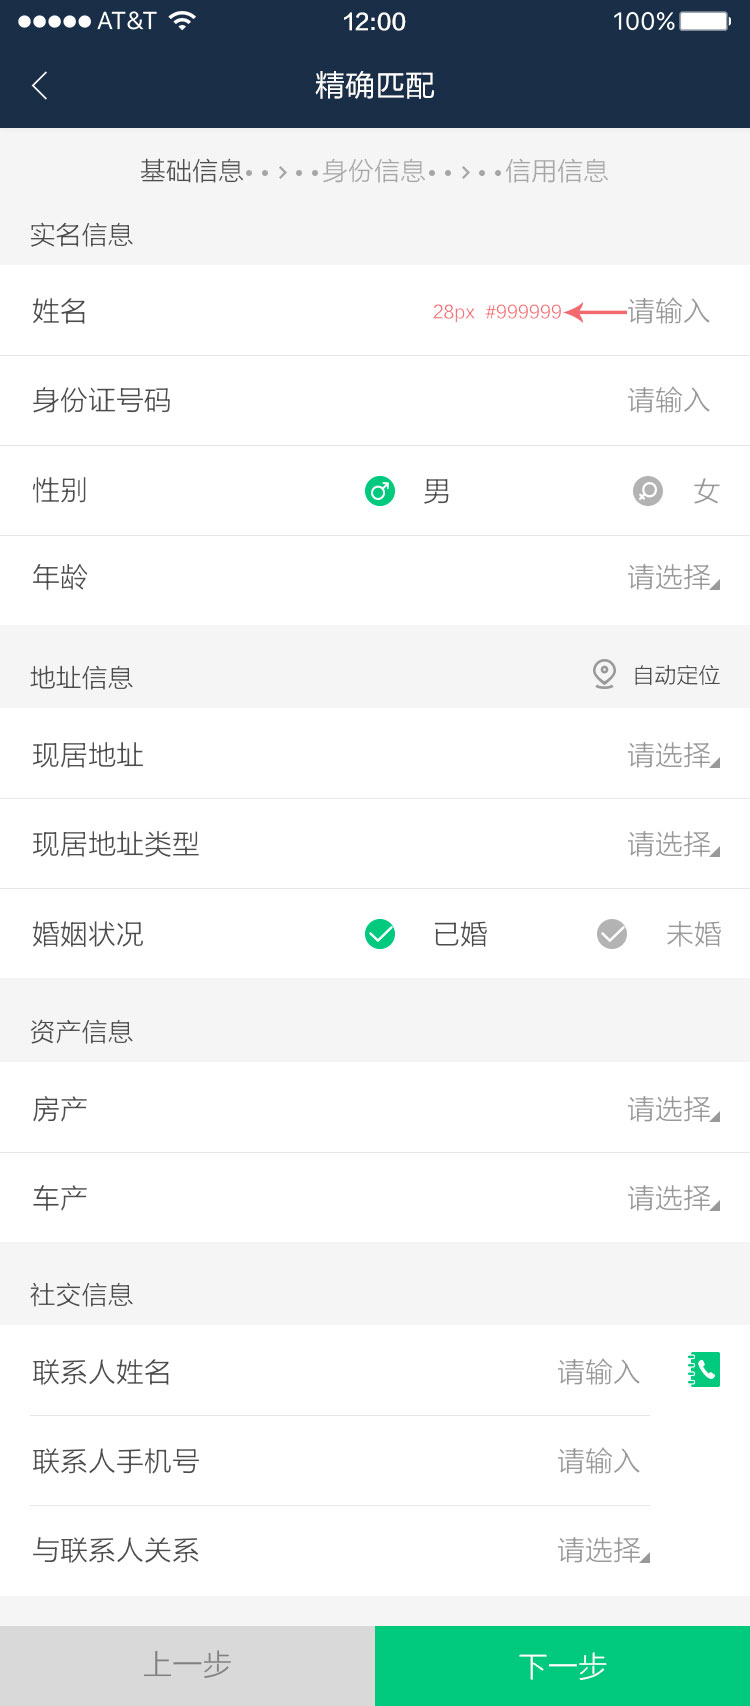 AT&T 12:00 100%
精确匹配
基础信息 身份信息 信用信息
实名信息
姓名 28px #999999 请输入
身份证号码 请输入
性别 男 女
年龄 请选择
地址信息 自动定位
现居地址 请选择
现居地址类型 请选择
婚姻状况 已婚 未婚
资产信息
房产 请选择
车产 请选择
社交信息
联系人姓名 请输入
联系人手机号 请输入
与联系人关系 请选择
上一步 下一步